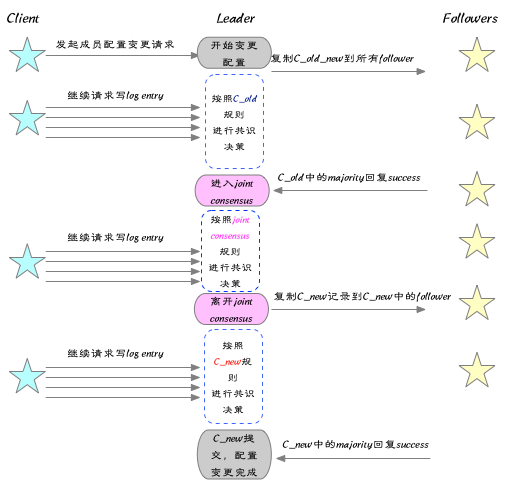 Client
Leader
Followers
发起成员配置变更请求
开始变更
配置
复制C_old_new到所有follower
继续请求写log entry
按照C_old
规则
进行共识
决策
进入joint
consensus
C_old中的majority回复success
继续请求写log entry
按照joint
consensus
规则
进行共识
决策
离开joint
consensus
复制C_new记录到C_new中的follower
继续请求写log entry
按照
C_new规
则
进行共识
决策
C_new提
交，配置
变更完成
C_new中的majority回复success